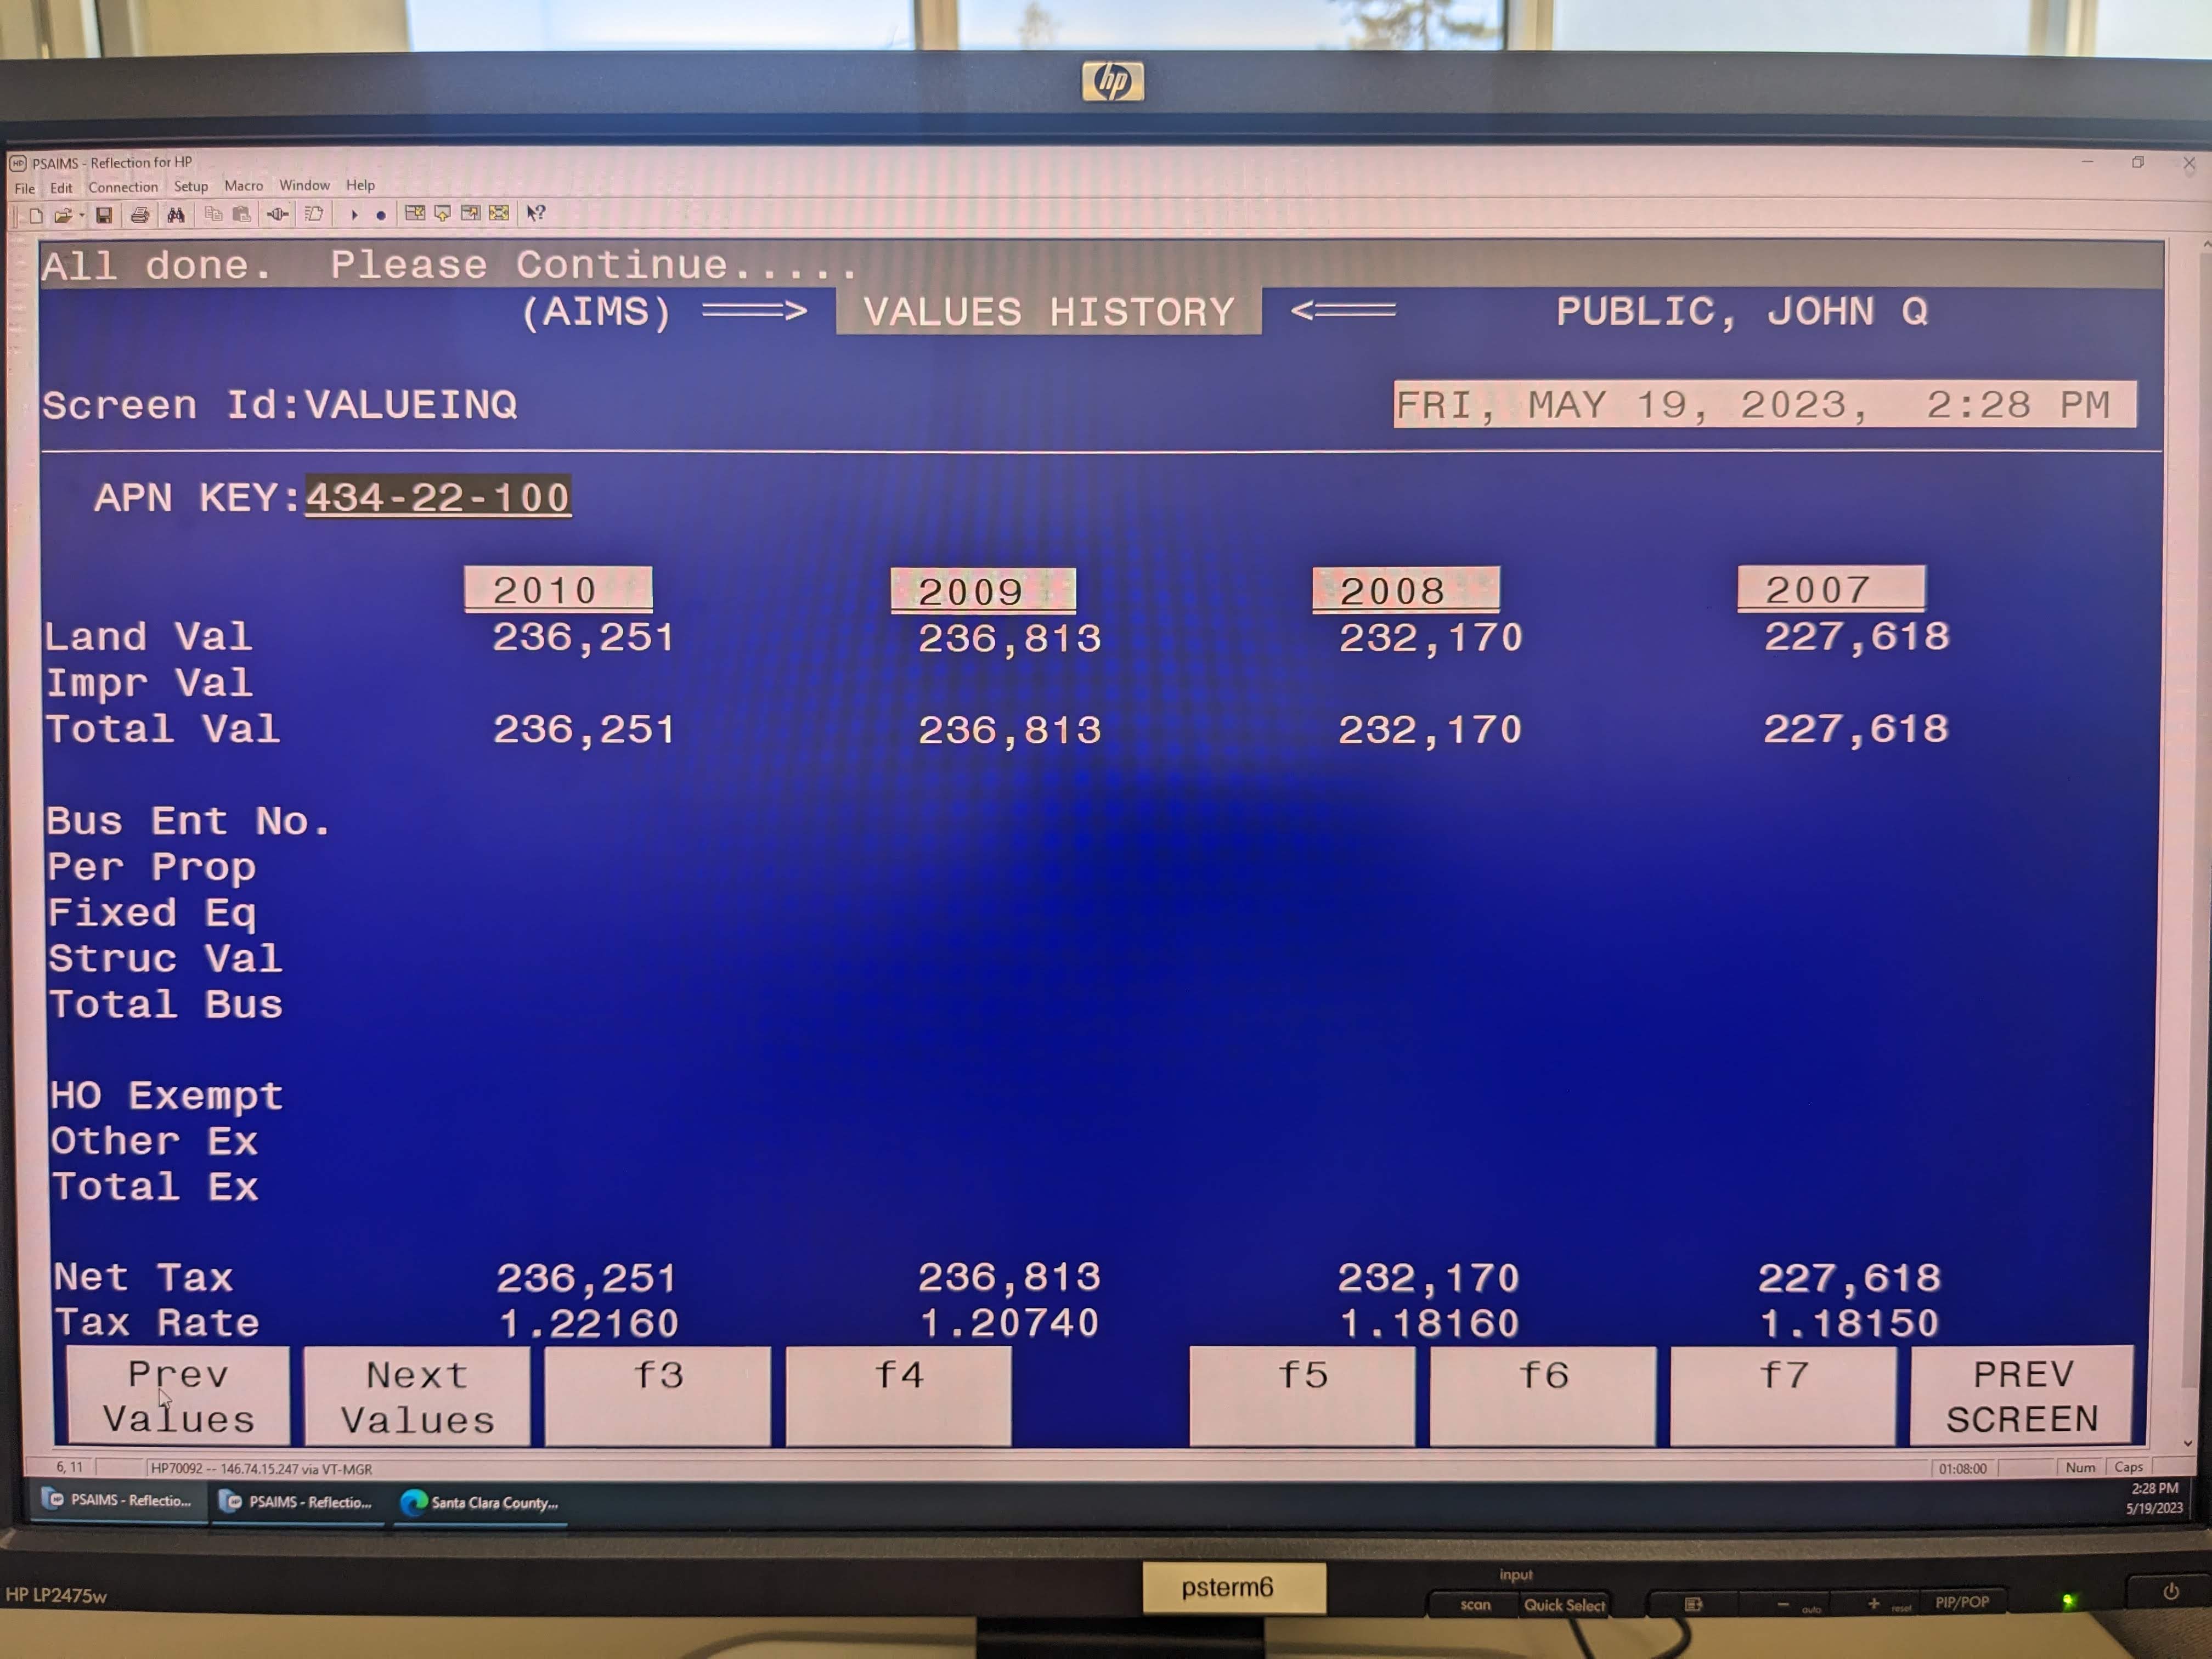 hp
PSAIMS - Reflection for HP
File Edit Connection Setup Macro Window Help
All done. Please Continue.....
(AIMS) ===> VALUES HISTORY <=== PUBLIC, JOHN Q
Screen Id:VALUEINQ FRI, MAY 19, 2023, 2:28 PM
APN KEY:434-22-100
2010 2009 2008 2007
Land Val 236,251 236,813 232,170 227,618
Impr Val
Total Val 236,251 236,813 232,170 227,618
Bus Ent No.
Per Prop
Fixed Eq
Struc Val
Total Bus
HO Exempt
Other Ex
Total Ex
Net Tax 236,251 236,813 232,170 227,618
Tax Rate 1.22160 1.20740 1.18160 1.18150
Prev Next f3 f4 f5 f6 f7 PREV
Values Values SCREEN
6, 11 HP70092 -- 146.74.15.247 via VT-MGR 01:08:00 Num Caps
PSAIMS - Reflectio... PSAIMS - Reflectio... Santa Clara County... 2:28 PM
5/19/2023
HP LP2475w psterm6 input
scan Quick Select - auto + reset PIP/POP